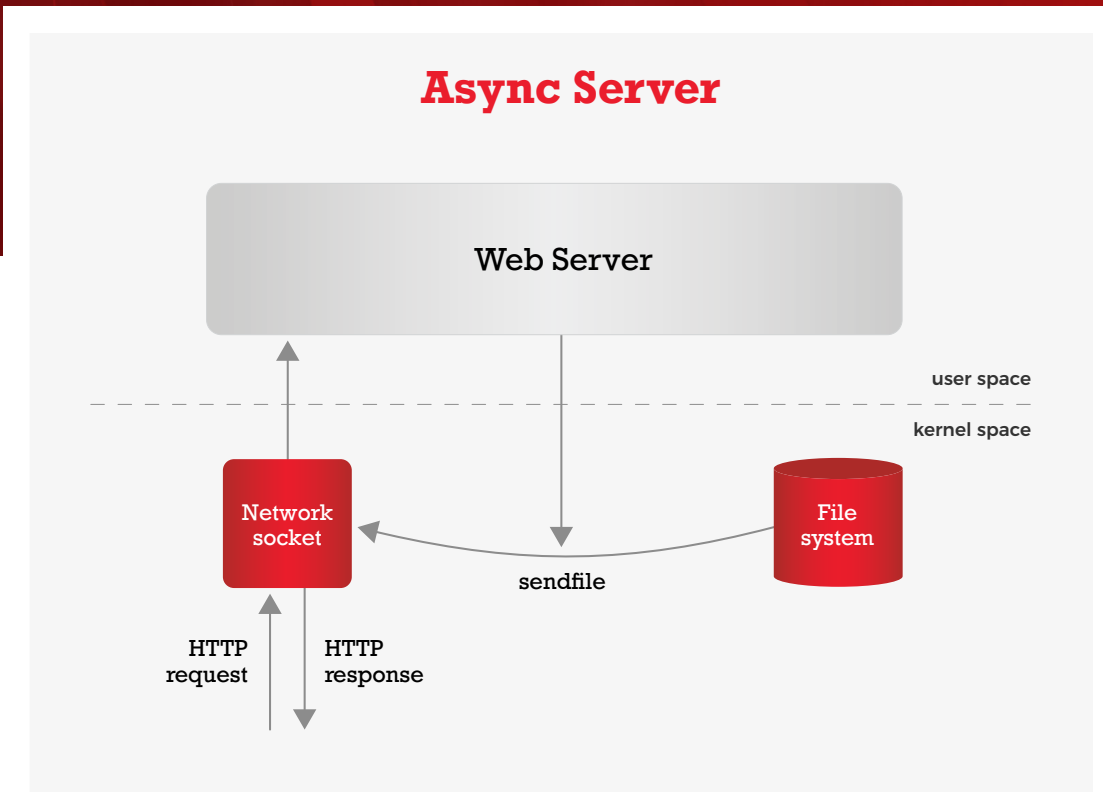 Async Server
Web Server
user space
kernel space
Network
socket
File
system
sendfile
HTTP
request
HTTP
response